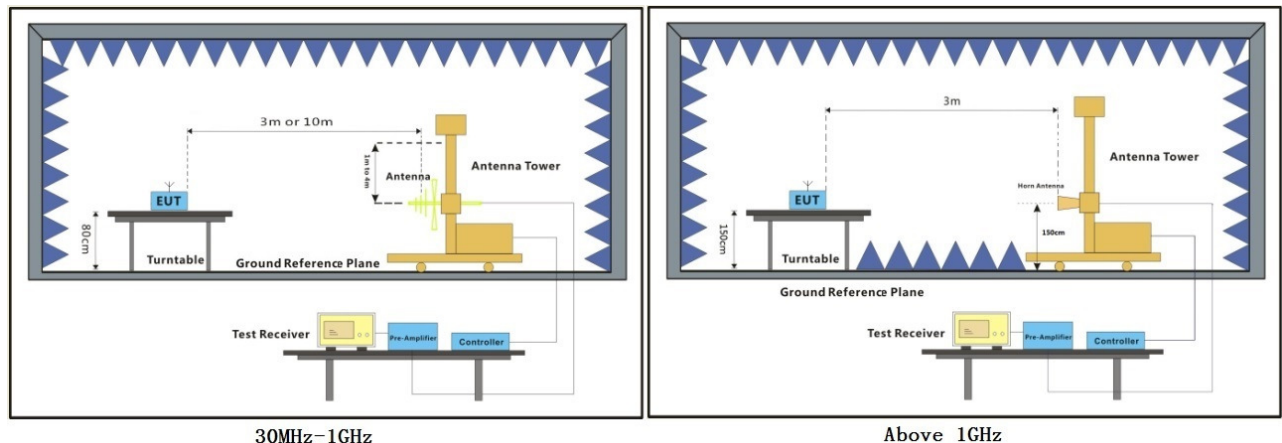 3m or 10m
1m to 4m
Antenna
Antenna Tower
EUT
80cm
Turntable
Ground Reference Plane
Test Receiver
Pre-Amplifier
Controller
30MHz-1GHz
3m
Antenna Tower
Horn Antenna
EUT
150cm
150cm
Turntable
Ground Reference Plane
Test Receiver
Pre-Amplifier
Controller
Above 1GHz